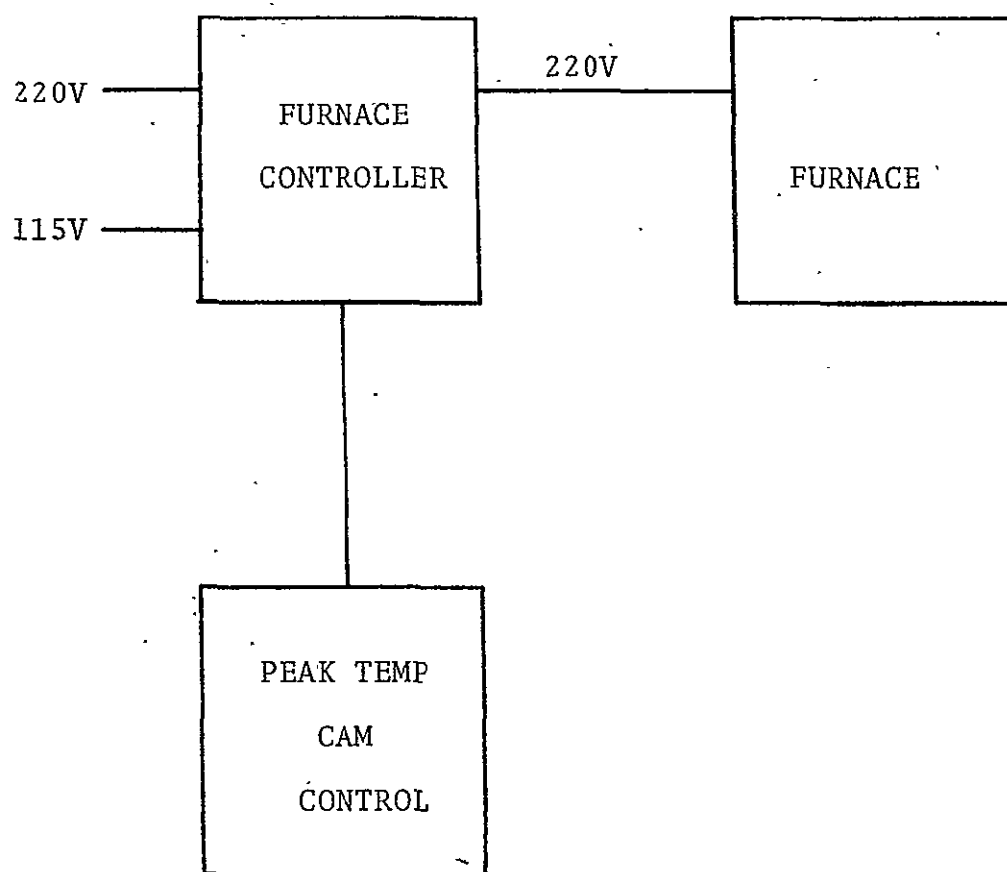 220V
115V
FURNACE
CONTROLLER
220V
FURNACE
PEAK TEMP
CAM
CONTROL